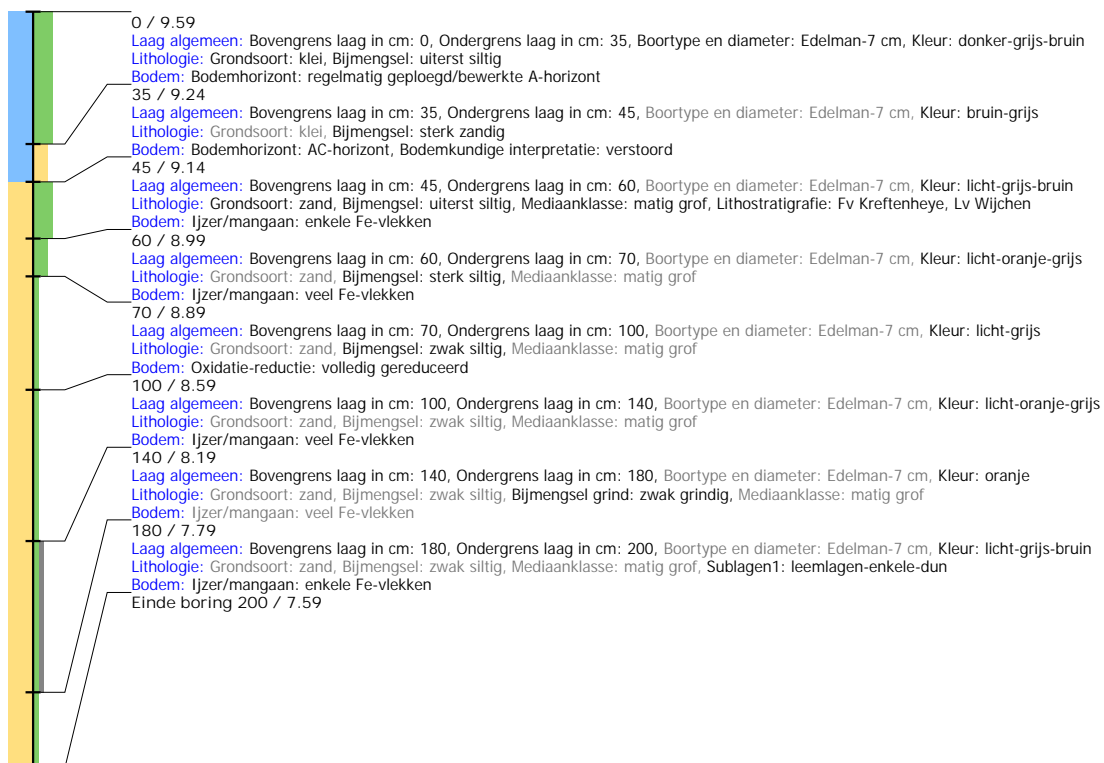 0 / 9.59
Laag algemeen: Bovengrens laag in cm: 0, Ondergrens laag in cm: 35, Boortype en diameter: Edelman-7 cm, Kleur: donker-grijs-bruin
Lithologie: Grondsoort: klei, Bijmengsel: uiterst siltig
Bodem: Bodemhorizont: regelmatig geploegd/bewerkte A-horizont
35 / 9.24
Laag algemeen: Bovengrens laag in cm: 35, Ondergrens laag in cm: 45, Boortype en diameter: Edelman-7 cm, Kleur: bruin-grijs
Lithologie: Grondsoort: klei, Bijmengsel: sterk zandig
Bodem: Bodemhorizont: AC-horizont, Bodemkundige interpretatie: verstoord
45 / 9.14
Laag algemeen: Bovengrens laag in cm: 45, Ondergrens laag in cm: 60, Boortype en diameter: Edelman-7 cm, Kleur: licht-grijs-bruin
Lithologie: Grondsoort: zand, Bijmengsel: uiterst siltig, Mediaanklasse: matig grof, Lithostratigrafie: Fv Kreftenheye, Lv Wijchen
Bodem: Ijzer/mangaan: enkele Fe-vlekken
60 / 8.99
Laag algemeen: Bovengrens laag in cm: 60, Ondergrens laag in cm: 70, Boortype en diameter: Edelman-7 cm, Kleur: licht-oranje-grijs
Lithologie: Grondsoort: zand, Bijmengsel: sterk siltig, Mediaanklasse: matig grof
Bodem: Ijzer/mangaan: veel Fe-vlekken
70 / 8.89
Laag algemeen: Bovengrens laag in cm: 70, Ondergrens laag in cm: 100, Boortype en diameter: Edelman-7 cm, Kleur: licht-grijs
Lithologie: Grondsoort: zand, Bijmengsel: zwak siltig, Mediaanklasse: matig grof
Bodem: Oxidatie-reductie: volledig gereduceerd
100 / 8.59
Laag algemeen: Bovengrens laag in cm: 100, Ondergrens laag in cm: 140, Boortype en diameter: Edelman-7 cm, Kleur: licht-oranje-grijs
Lithologie: Grondsoort: zand, Bijmengsel: zwak siltig, Mediaanklasse: matig grof
Bodem: Ijzer/mangaan: veel Fe-vlekken
140 / 8.19
Laag algemeen: Bovengrens laag in cm: 140, Ondergrens laag in cm: 180, Boortype en diameter: Edelman-7 cm, Kleur: oranje
Lithologie: Grondsoort: zand, Bijmengsel: zwak siltig, Bijmengsel grind: zwak grindig, Mediaanklasse: matig grof
Bodem: Ijzer/mangaan: veel Fe-vlekken
180 / 7.79
Laag algemeen: Bovengrens laag in cm: 180, Ondergrens laag in cm: 200, Boortype en diameter: Edelman-7 cm, Kleur: licht-grijs-bruin
Lithologie: Grondsoort: zand, Bijmengsel: zwak siltig, Mediaanklasse: matig grof, Sublagen1: leemlagen-enkele-dun
Bodem: Ijzer/mangaan: enkele Fe-vlekken
Einde boring 200 / 7.59